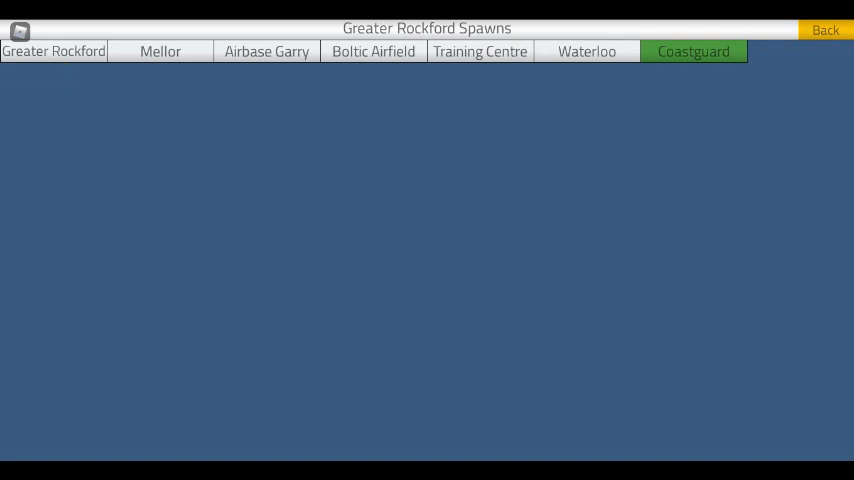 Greater Rockford Spawns
Back
Greater Rockford Mellor Airbase Garry Boltic Airfield Training Centre Waterloo Coastguard